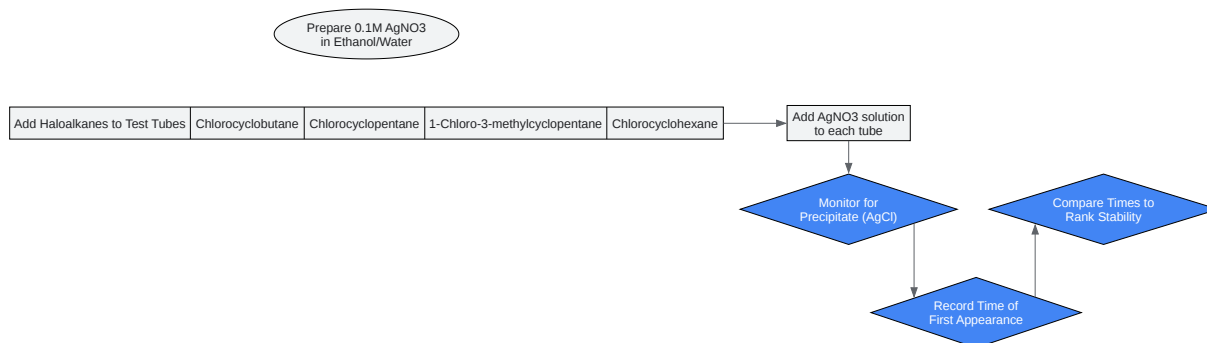 Prepare 0.1M AgNO3
in Ethanol/Water
Add Haloalkanes to Test Tubes
Chlorocyclobutane
Chlorocyclopentane
1-Chloro-3-methylcyclopentane
Chlorocyclohexane
Add AgNO3 solution
to each tube
Monitor for
Precipitate (AgCl)
Compare Times to
Rank Stability
Record Time of
First Appearance